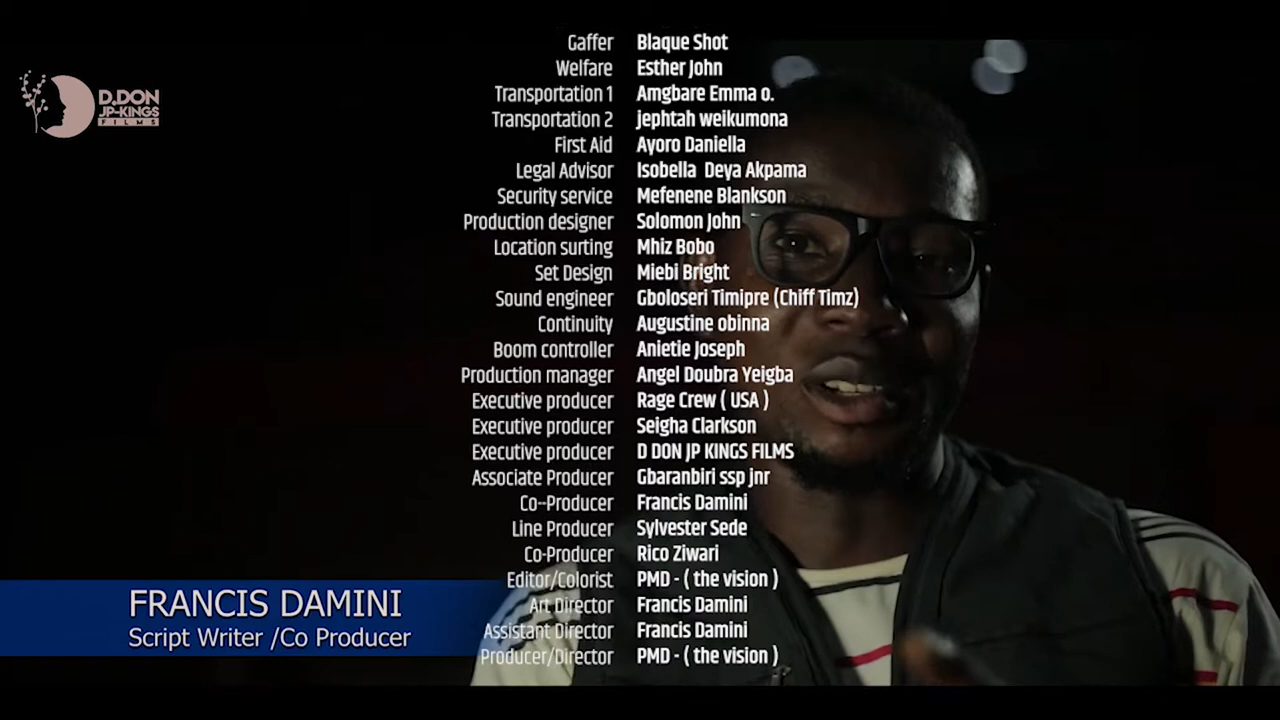 D.DON
JP-KINGS
FILMS
Gaffer Blaque Shot
Welfare Esther John
Transportation 1 Amgbare Emma o.
Transportation 2 jephtah weikumona
First Aid Ayoro Daniella
Legal Advisor Isobella Deya Akpama
Security service Mefenene Blankson
Production designer Solomon John
Location surting Mhiz Bobo
Set Design Miebi Bright
Sound engineer Gboloseri Timipre (Chiff Timz)
Continuity Augustine obinna
Boom controller Anietie Joseph
Production manager Angel Doubra Yeigba
Executive producer Rage Crew ( USA )
Executive producer Seigha Clarkson
Executive producer D DON JP KINGS FILMS
Associate Producer Gbaranbiri ssp jnr
Co--Producer Francis Damini
Line Producer Sylvester Sede
Co-Producer Rico Ziwari
Editor/Colorist PMD - ( the vision )
Art Director Francis Damini
Assistant Director Francis Damini
Producer/Director PMD - ( the vision )
FRANCIS DAMINI
Script Writer /Co Producer